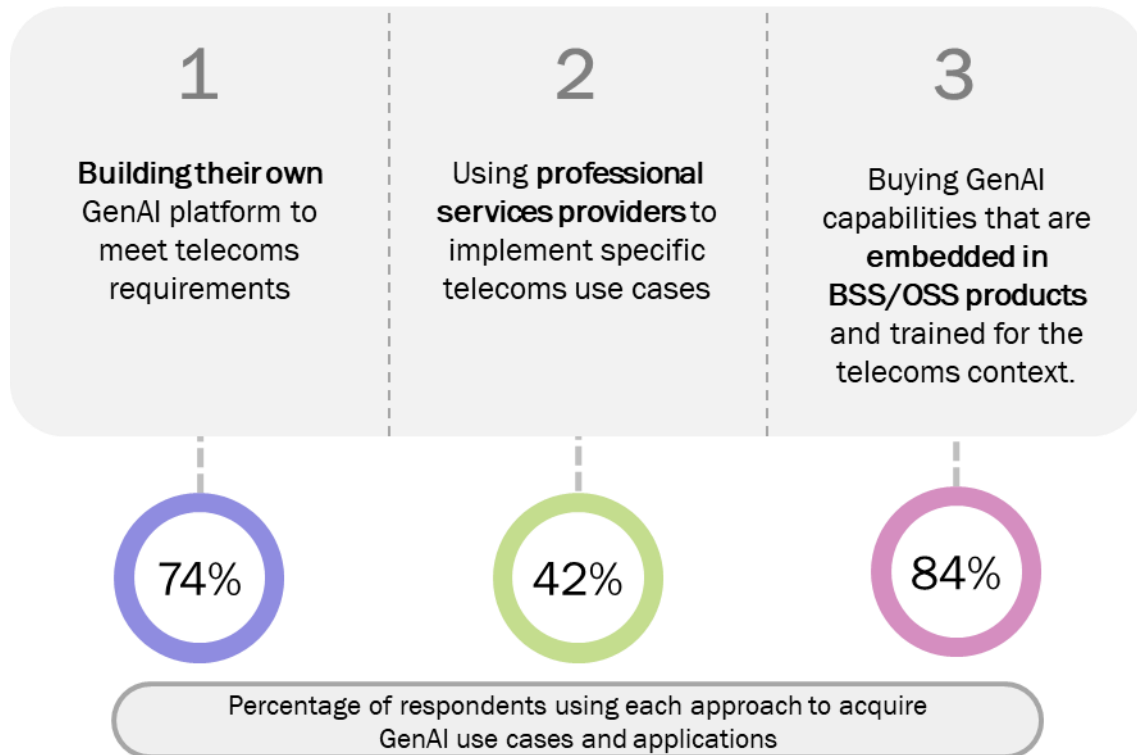 1
Building their own
GenAI platform to
meet telecoms
requirements
2
Using professional
services providers to
implement specific
telecoms use cases
3
Buying GenAI
capabilities that are
embedded in
BSS/OSS products
and trained for the
telecoms context.
74%
42%
84%
Percentage of respondents using each approach to acquire
GenAI use cases and applications